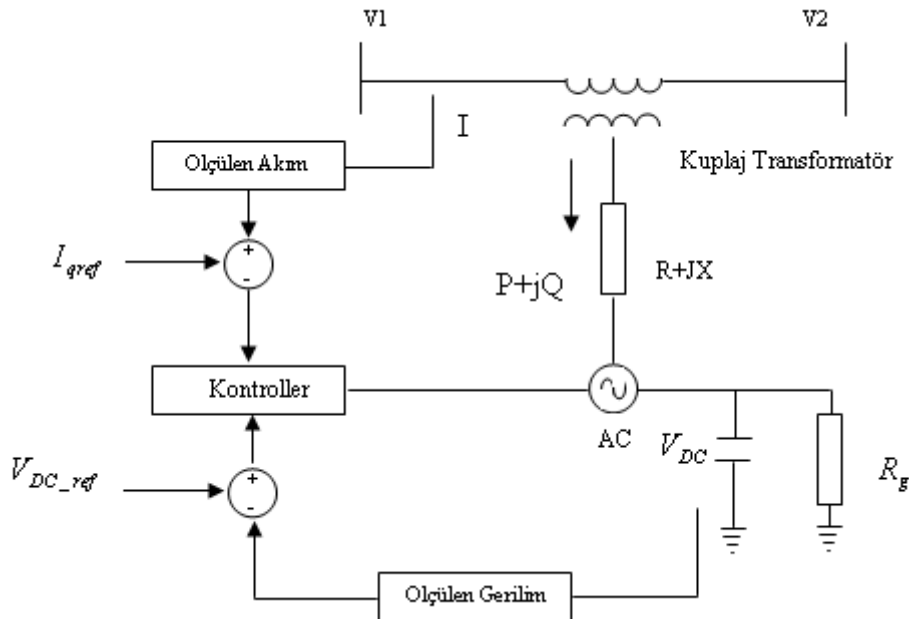 V1
V2
I
Olçülen Akım
Kuplaj Transformatör
+
-
I_qref
P+jQ
R+JX
Kontroller
AC
V_DC
R_g
V_DC_ref
+
-
Olçülen Gerilim